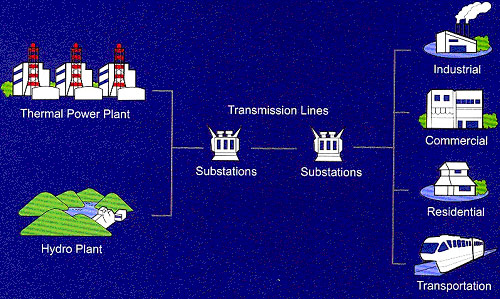 Thermal Power Plant
Hydro Plant
Transmission Lines
Substations
Substations
Industrial
Commercial
Residential
Transportation